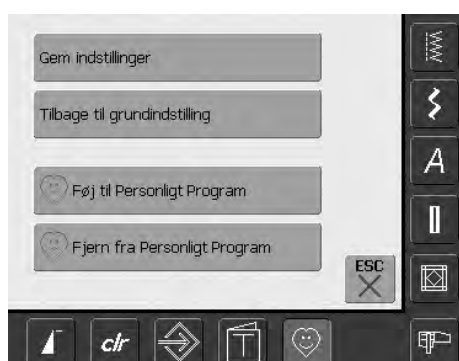 Gem indstillinger
Tilbage til grundindstilling
Føj til Personligt Program
Fjern fra Personligt Program
ESC
A
clr